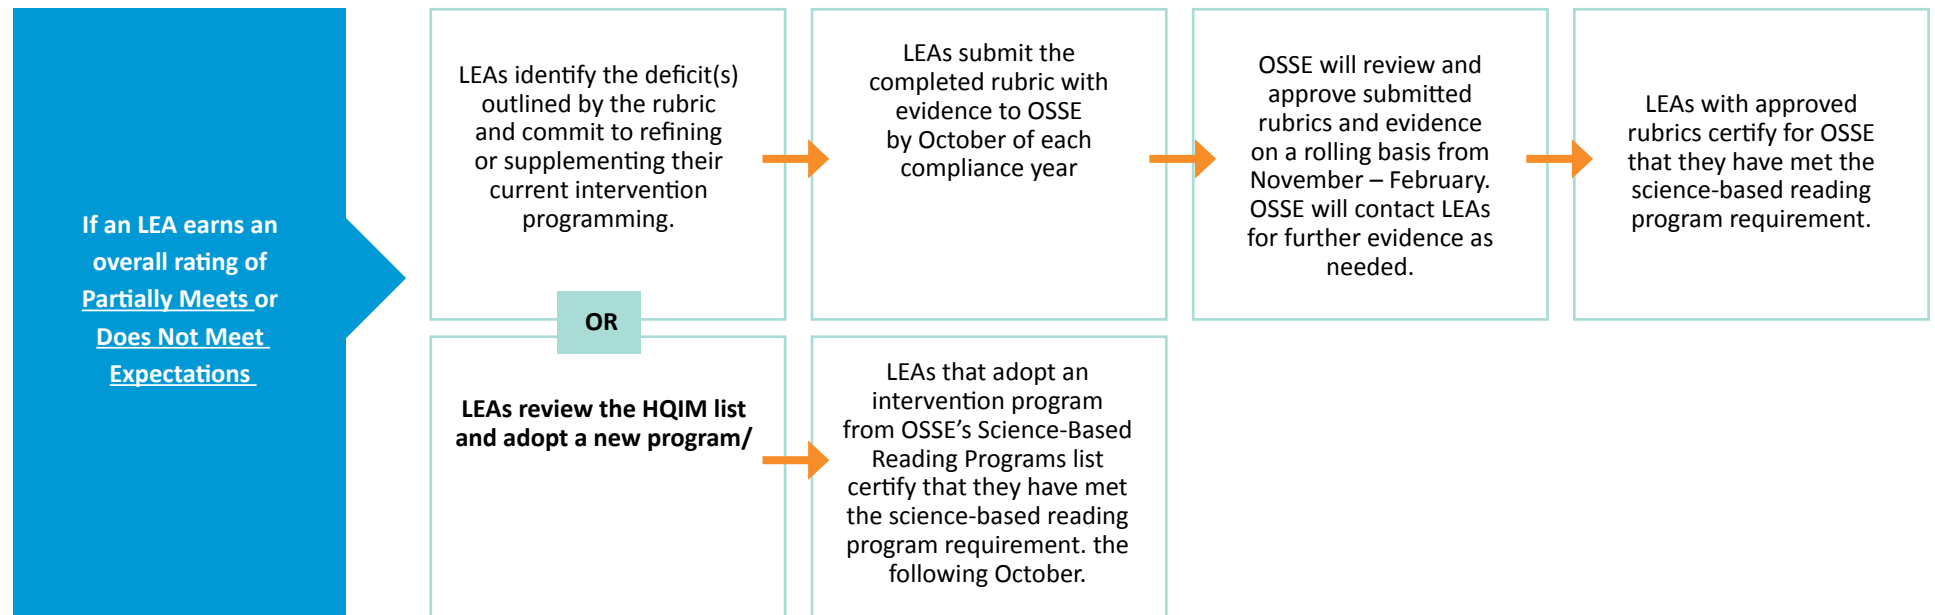 If an LEA earns an
overall rating of
Partially Meets or
Does Not Meet
Expectations
LEAs identify the deficit(s)
outlined by the rubric
and commit to refining
or supplementing their
current intervention
programming.
LEAs submit the
completed rubric with
evidence to OSSE
by October of each
compliance year
OSSE will review and
approve submitted
rubrics and evidence
on a rolling basis from
November – February.
OSSE will contact LEAs
for further evidence as
needed.
LEAs with approved
rubrics certify for OSSE
that they have met the
science-based reading
program requirement.
OR
LEAs review the HQIM list
and adopt a new program/
LEAs that adopt an
intervention program
from OSSE’s Science-Based
Reading Programs list
certify that they have met
the science-based reading
program requirement. the
following October.